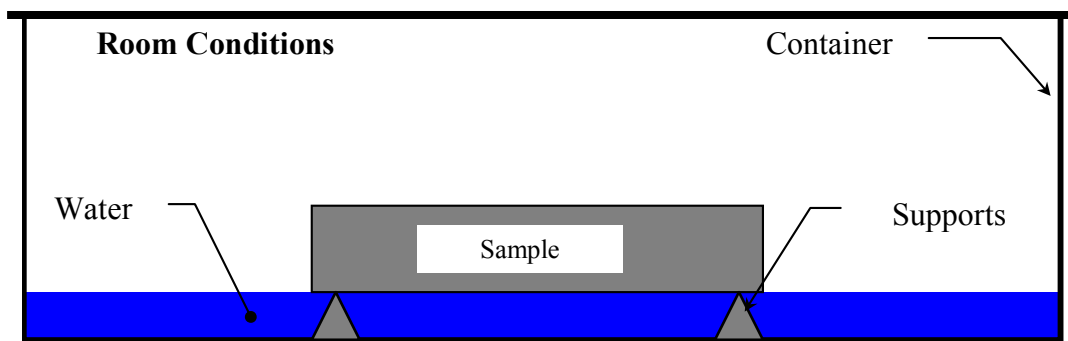 Room Conditions
Container
Water
Sample
Supports